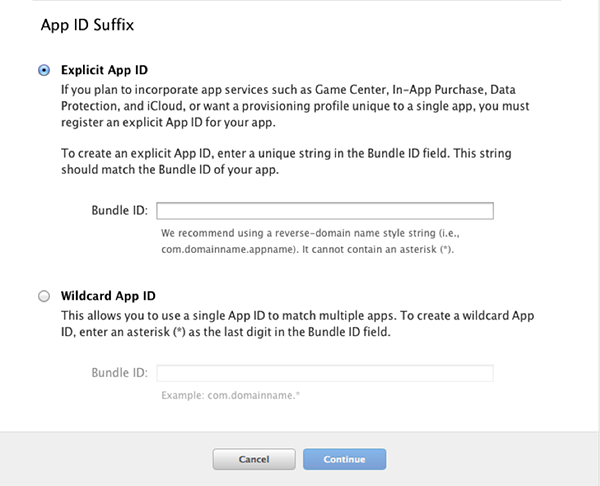 App ID Suffix
Explicit App ID
If you plan to incorporate app services such as Game Center, In-App Purchase, Data
Protection, and iCloud, or want a provisioning profile unique to a single app, you must
register an explicit App ID for your app.
To create an explicit App ID, enter a unique string in the Bundle ID field. This string
should match the Bundle ID of your app.
Bundle ID:
We recommend using a reverse-domain name style string (i.e.,
com.domainname.appname). It cannot contain an asterisk (*).
Wildcard App ID
This allows you to use a single App ID to match multiple apps. To create a wildcard App
ID, enter an asterisk (*) as the last digit in the Bundle ID field.
Bundle ID:
Example: com.domainname.*
Cancel
Continue